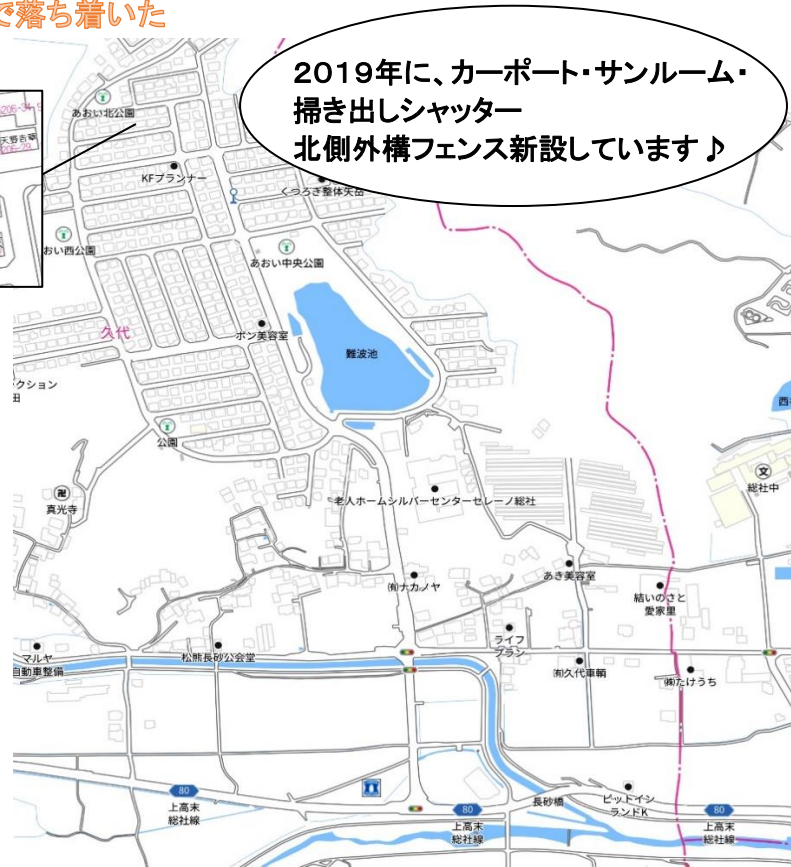 で落ち着いた
2019年に、カーポート・サンルーム・
掃き出しシャッター
北側外構フェンス新設しています♪
あおい北公園
KFプランナー
くつろぎ整体矢岳
おい西公園
あおい中央公園
久代
ボン美容室
難波池
クション
田
公園
西
総社中
真光寺
老人ホームシルバーセンターセレーノ総社
あき美容室
(有)ナカノヤ
結いのさと
愛家里
ライフ
プラン
マルヤ
自動車整備
松熊長砂公会堂
(有)久代車輌
(株)たけうち
80
上高末
総社線
長砂橋
ピットイン
ランドK
80
上高末
総社線
80
上高末
総社線